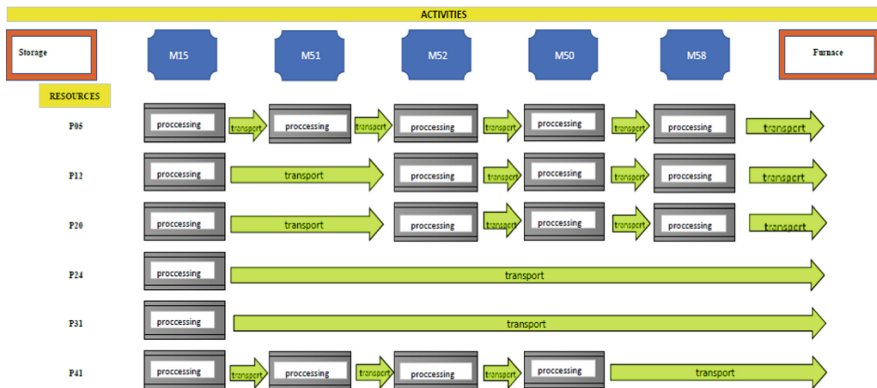 ACTIVITIES
Storage M15 M51 M52 M50 M58 Furnace
RESOURCES
P05 proccessing transport proccessing transport proccessing transport proccessing transport proccessing transport
P12 proccessing transport proccessing transport proccessing transport proccessing transport
P20 proccessing transport proccessing transport proccessing transport proccessing transport
P24 proccessing transport
P31 proccessing transport
P41 proccessing transport proccessing transport proccessing transport proccessing transport